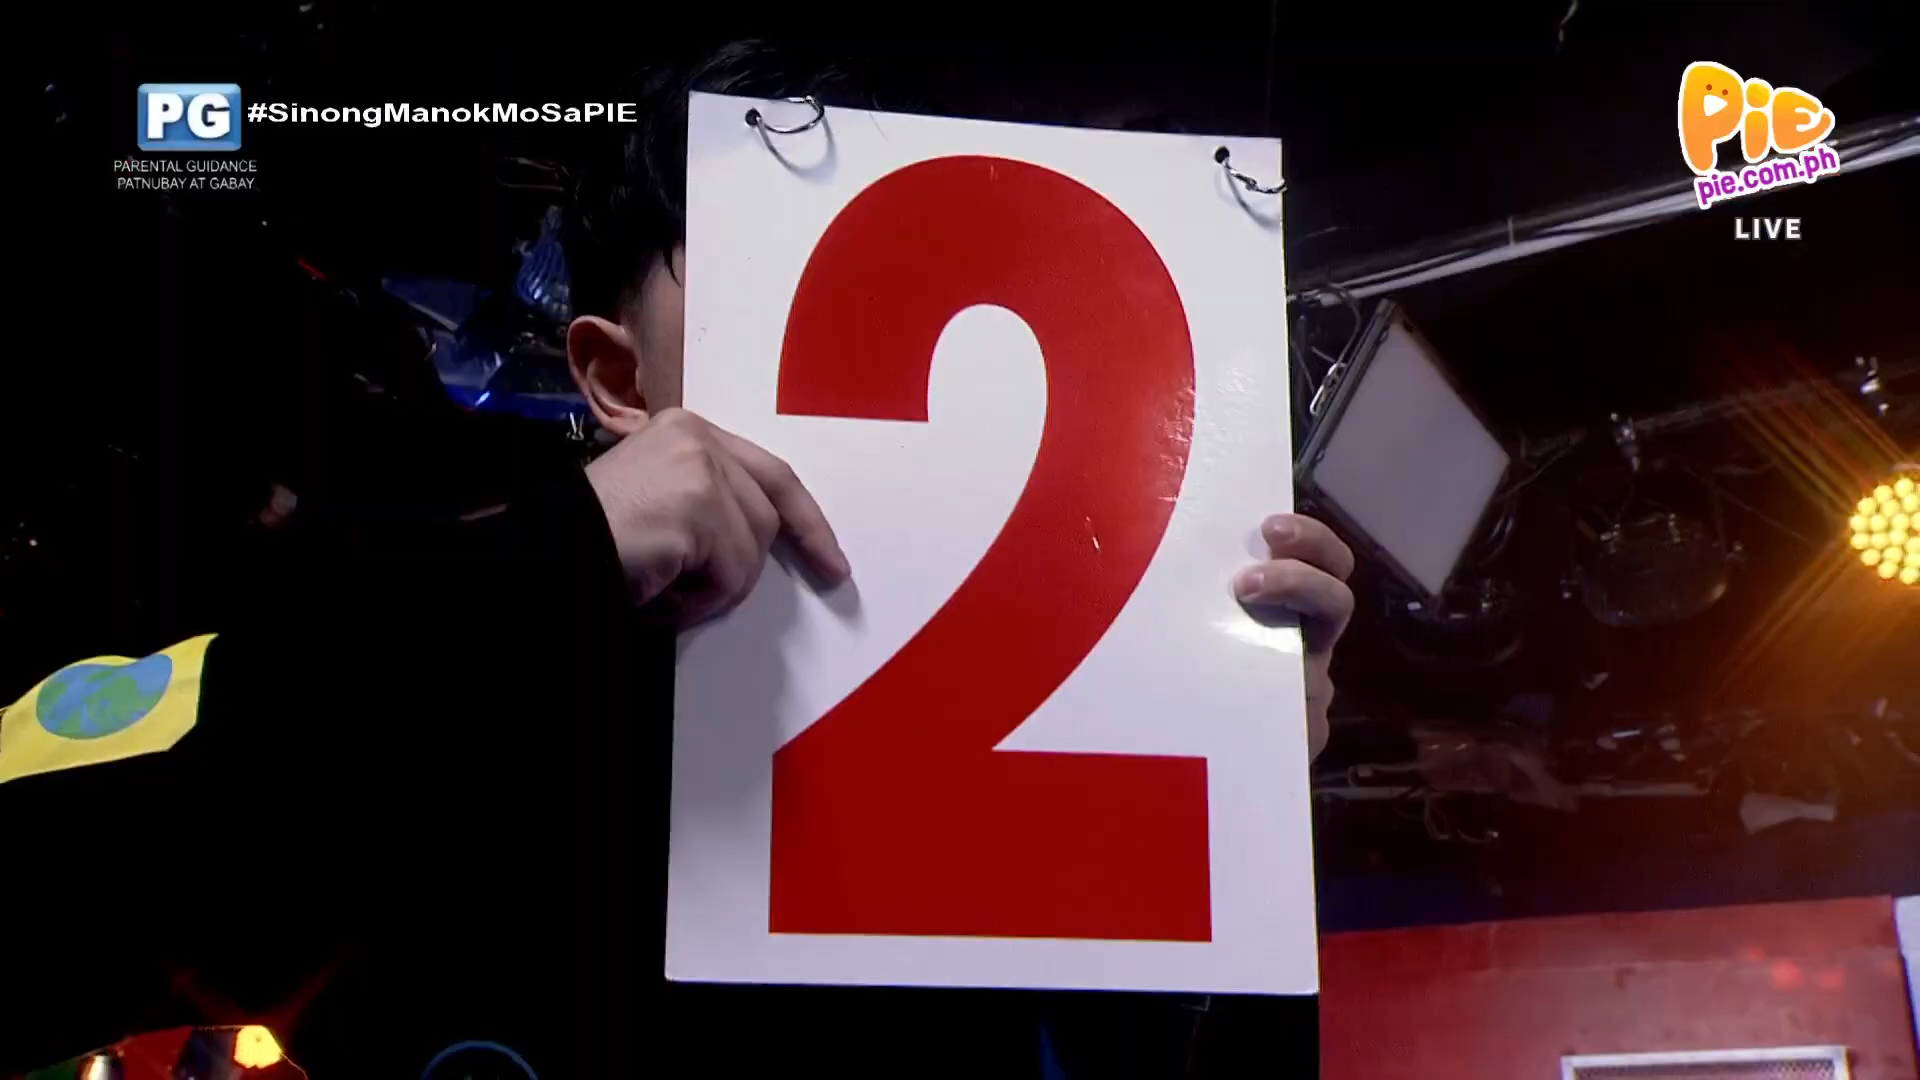 PG #SinongManokMoSaPIE
PARENTAL GUIDANCE
PATNUBAY AT GABAY
PiE
pie.com.ph
LIVE
2